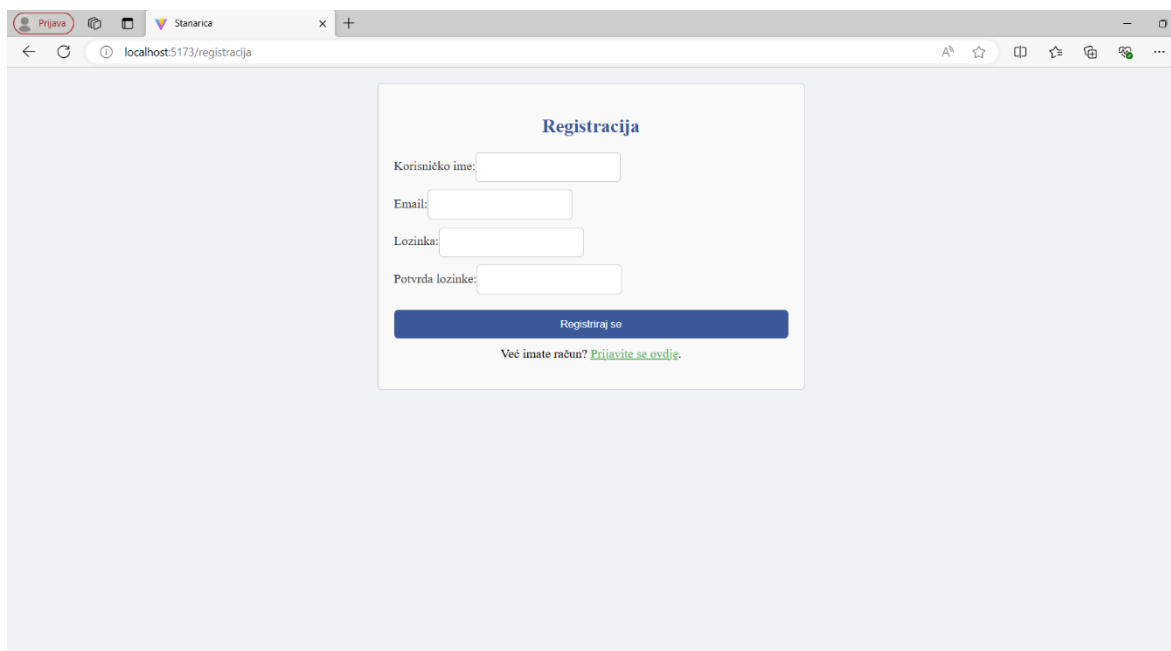 Prijava
Stanarica
localhost:5173/registracija
Registracija
Korisničko ime:
Email:
Lozinka:
Potvrda lozinke:
Registriraj se
Već imate račun? Prijavite se ovdje.